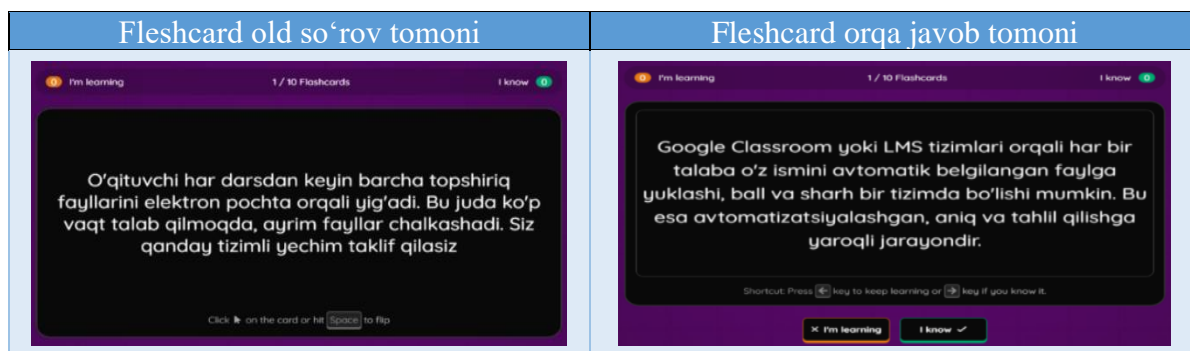 Fleshcard old so‘rov tomoni
0 I'm learning 1 / 10 Flashcards I know 0
O'qituvchi har darsdan keyin barcha topshiriq
fayllarini elektron pochta orqali yig'adi. Bu juda ko'p
vaqt talab qilmoqda, ayrim fayllar chalkashadi. Siz
qanday tizimli yechim taklif qilasiz
Click on the card or hit Space to flip
Fleshcard orqa javob tomoni
0 I'm learning 1 / 10 Flashcards I know 0
Google Classroom yoki LMS tizimlari orqali har bir
talaba o'z ismini avtomatik belgilangan faylga
yuklashi, ball va sharh bir tizimda bo'lishi mumkin. Bu
esa avtomatizatsiyalashgan, aniq va tahlil qilishga
yaroqli jarayondir.
Shortcut: Press ← key to keep learning or → key if you know it.
× I'm learning I know ✓